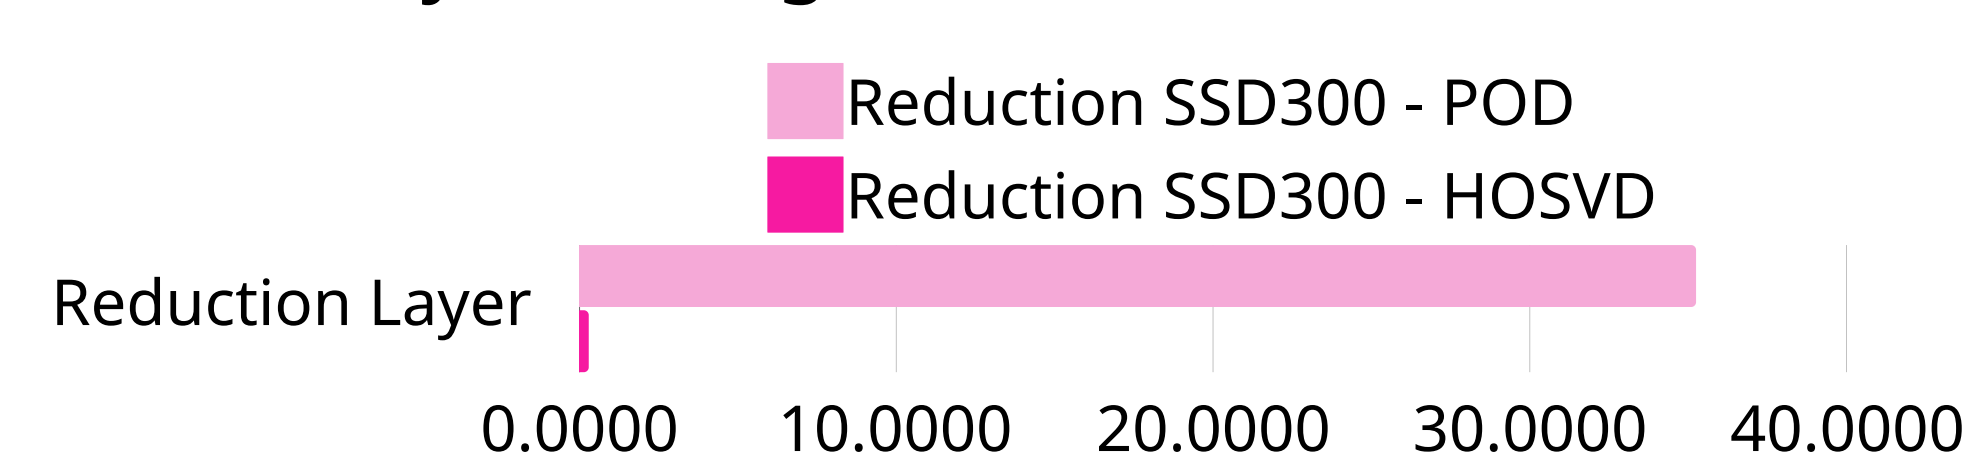 Reduction SSD300 - POD
Reduction SSD300 - HOSVD
Reduction Layer
0.0000 10.0000 20.0000 30.0000 40.0000